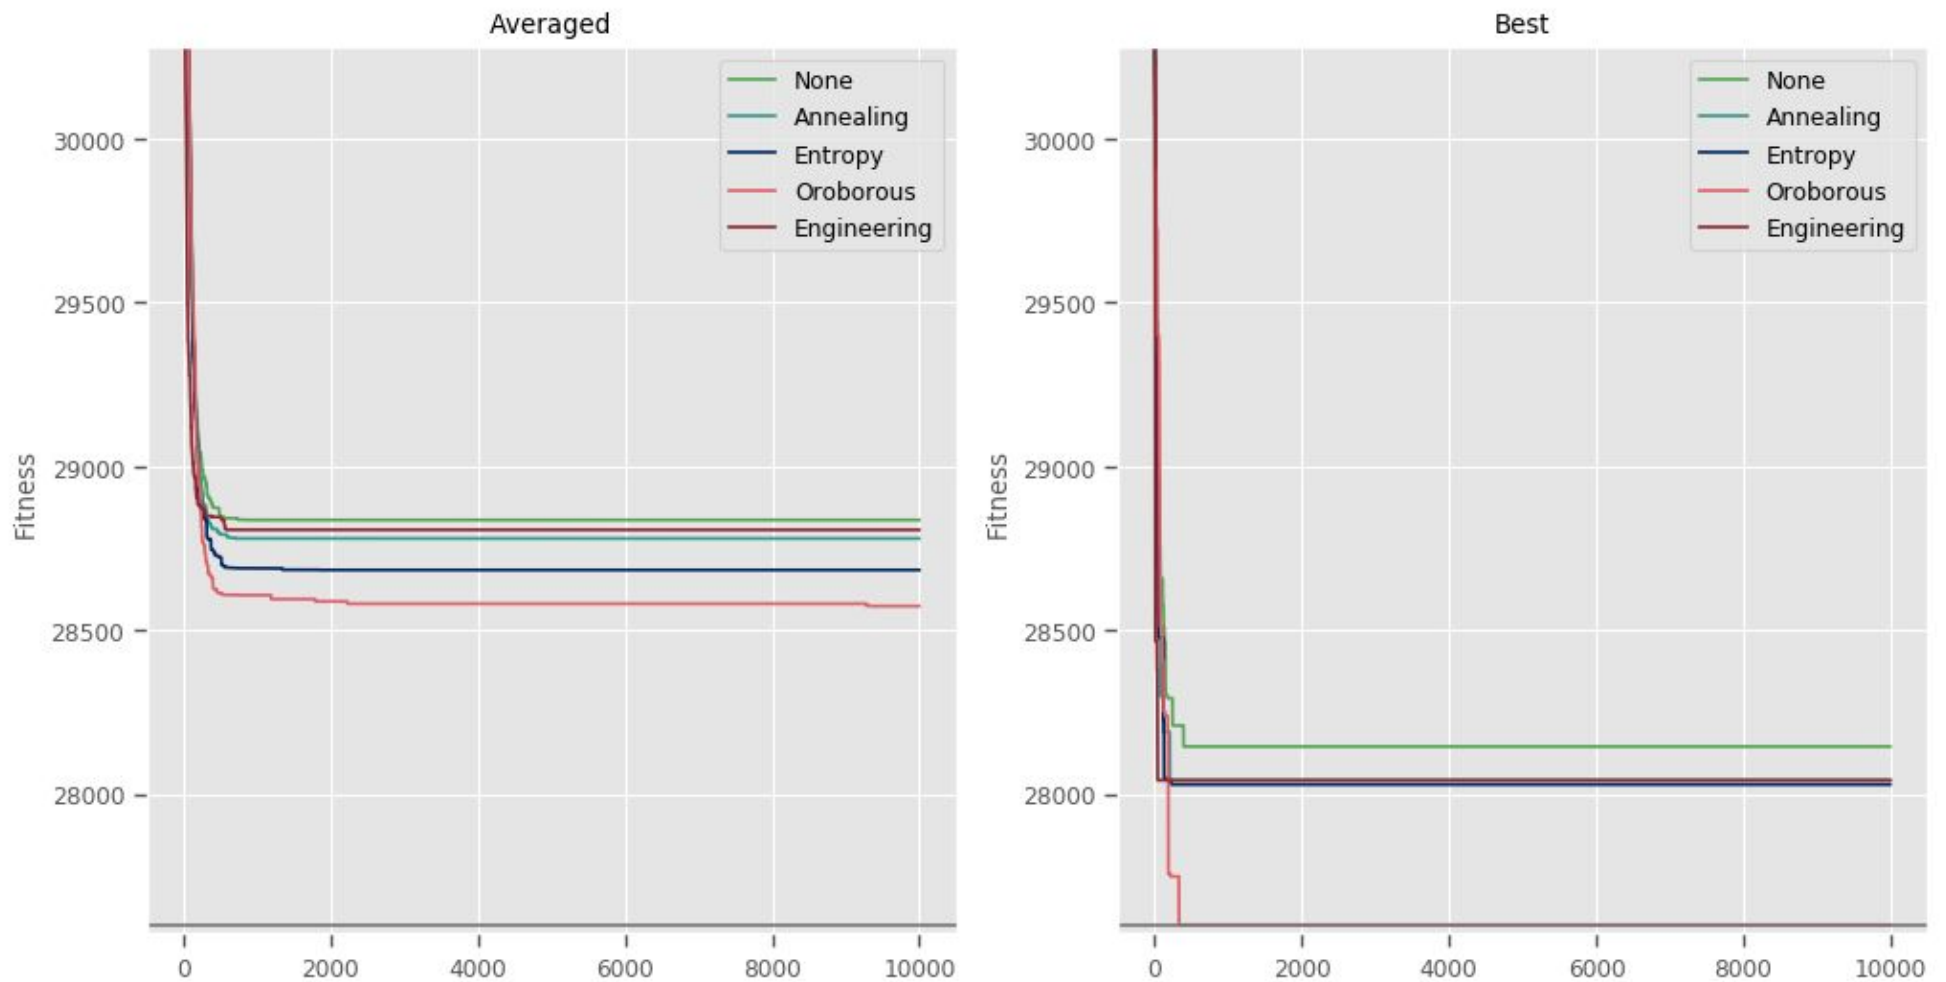 Averaged
None
Annealing
Entropy
Oroborous
Engineering
30000
29500
29000
28500
28000
Fitness
0 2000 4000 6000 8000 10000
Best
None
Annealing
Entropy
Oroborous
Engineering
30000
29500
29000
28500
28000
Fitness
0 2000 4000 6000 8000 10000